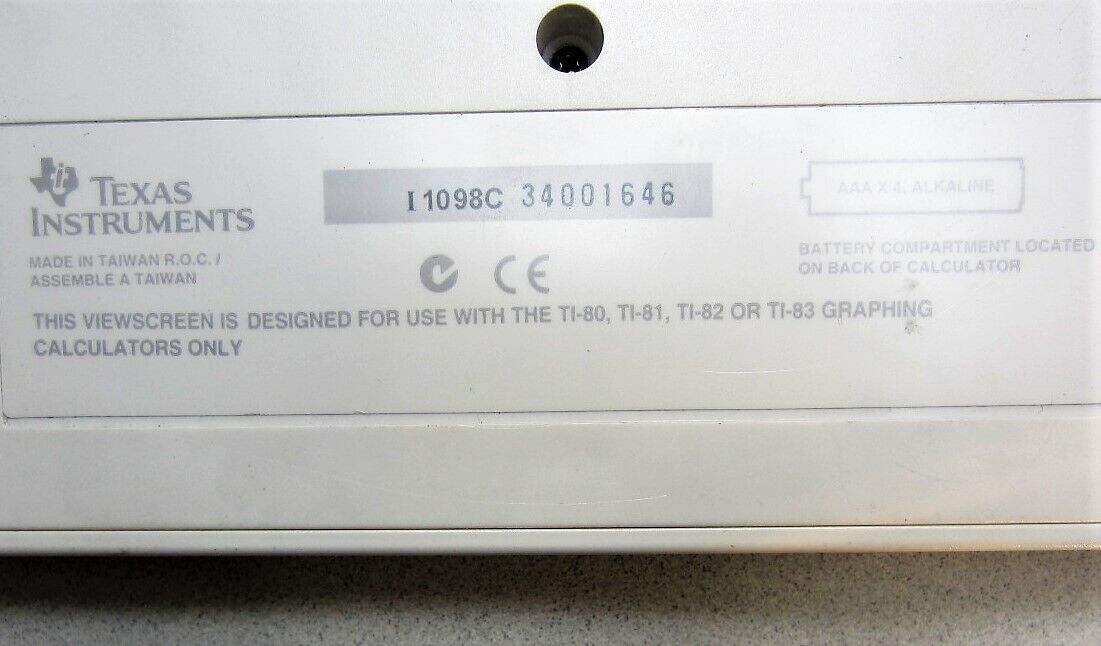 TEXAS
INSTRUMENTS
MADE IN TAIWAN R.O.C. /
ASSEMBLE A TAIWAN
I 1098C 34001646
CE
AAA X 4, ALKALINE
BATTERY COMPARTMENT LOCATED
ON BACK OF CALCULATOR
THIS VIEWSCREEN IS DESIGNED FOR USE WITH THE TI-80, TI-81, TI-82 OR TI-83 GRAPHING
CALCULATORS ONLY